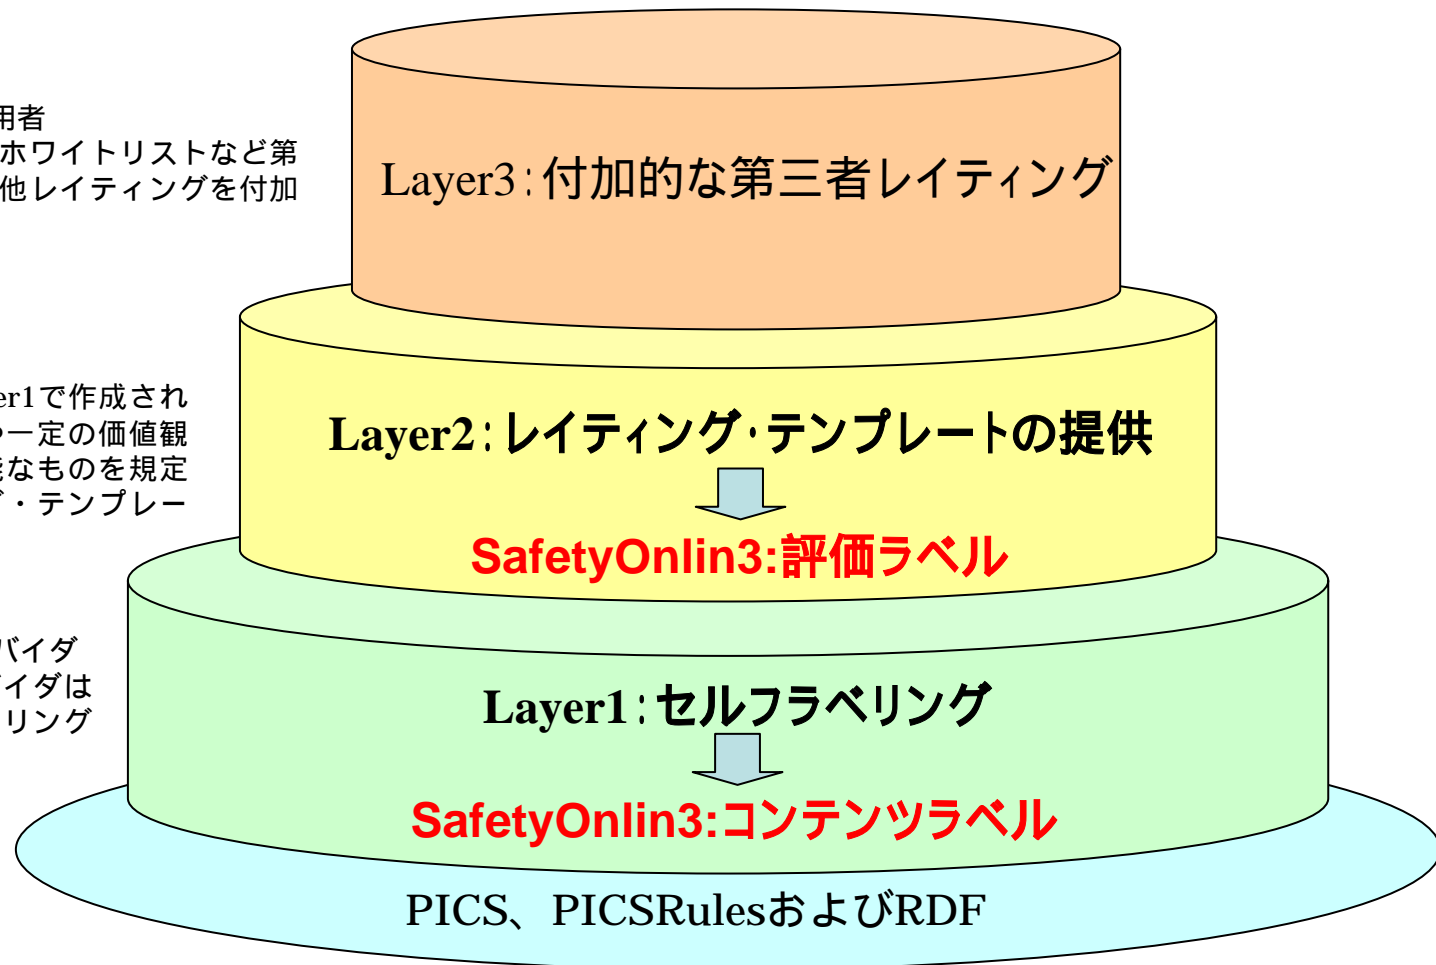 用者
ホワイトリストなど第
他レイティングを付加
Layer3:付加的な第三者レイティング
er1で作成され
一定の価値観
なものを規定
・テンプレー
Layer2:レイティング・テンプレートの提供
SafetyOnlin3:評価ラベル
バイダ
イダは
リング
Layer1:セルフラベリング
SafetyOnlin3:コンテンツラベル
PICS、PICSRulesおよびRDF